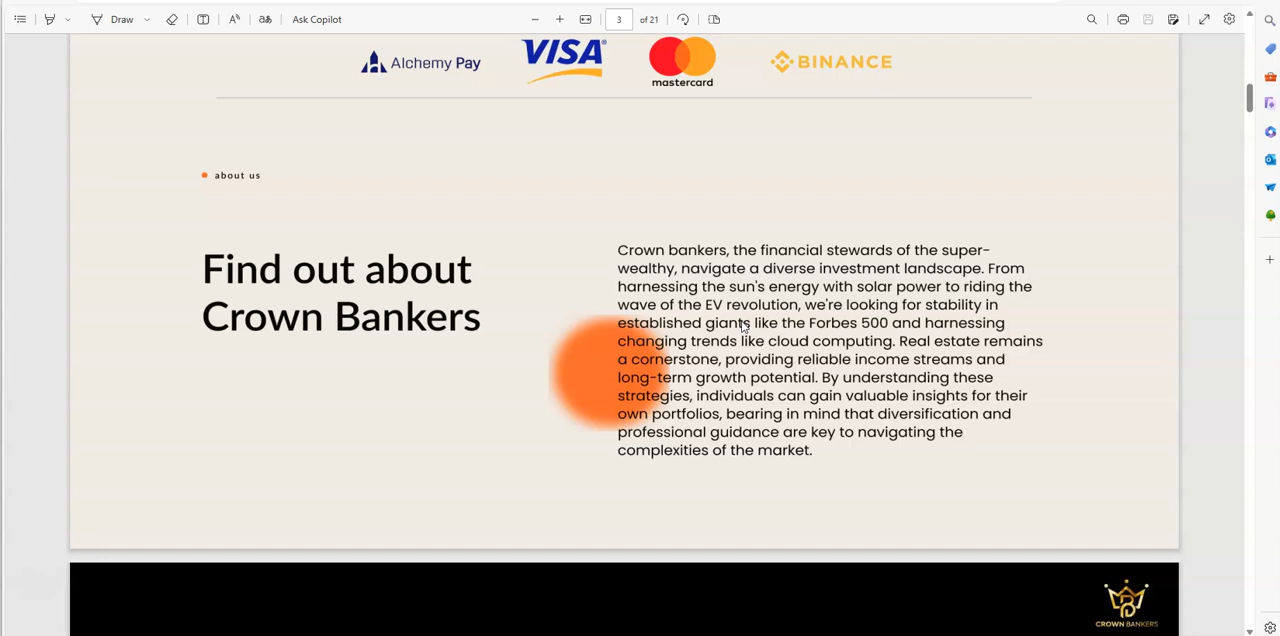 Draw
Ask Copilot
3
of 21
Alchemy Pay
VISA
mastercard
BINANCE
about us
Find out about
Crown Bankers
Crown bankers, the financial stewards of the super-
wealthy, navigate a diverse investment landscape. From
harnessing the sun's energy with solar power to riding the
wave of the EV revolution, we're looking for stability in
established giants like the Forbes 500 and harnessing
changing trends like cloud computing. Real estate remains
a cornerstone, providing reliable income streams and
long-term growth potential. By understanding these
strategies, individuals can gain valuable insights for their
own portfolios, bearing in mind that diversification and
professional guidance are key to navigating the
complexities of the market.
CROWN BANKERS